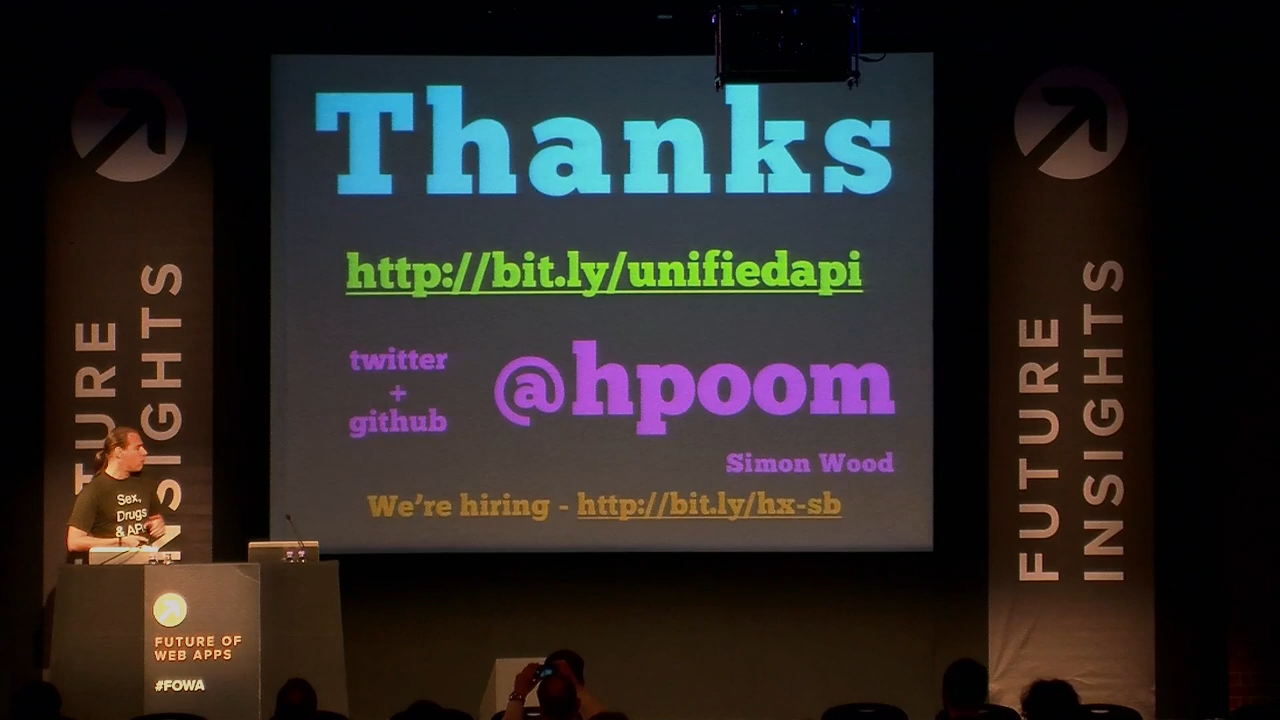 Thanks
http://bit.ly/unifiedapi
twitter
+
github
@hpoom
Simon Wood
We're hiring - http://bit.ly/hx-sb
FUTURE
INSIGHTS
Sex,
Drugs
& APIs
FUTURE OF
WEB APPS
#FOWA
FUTURE
INSIGHTS